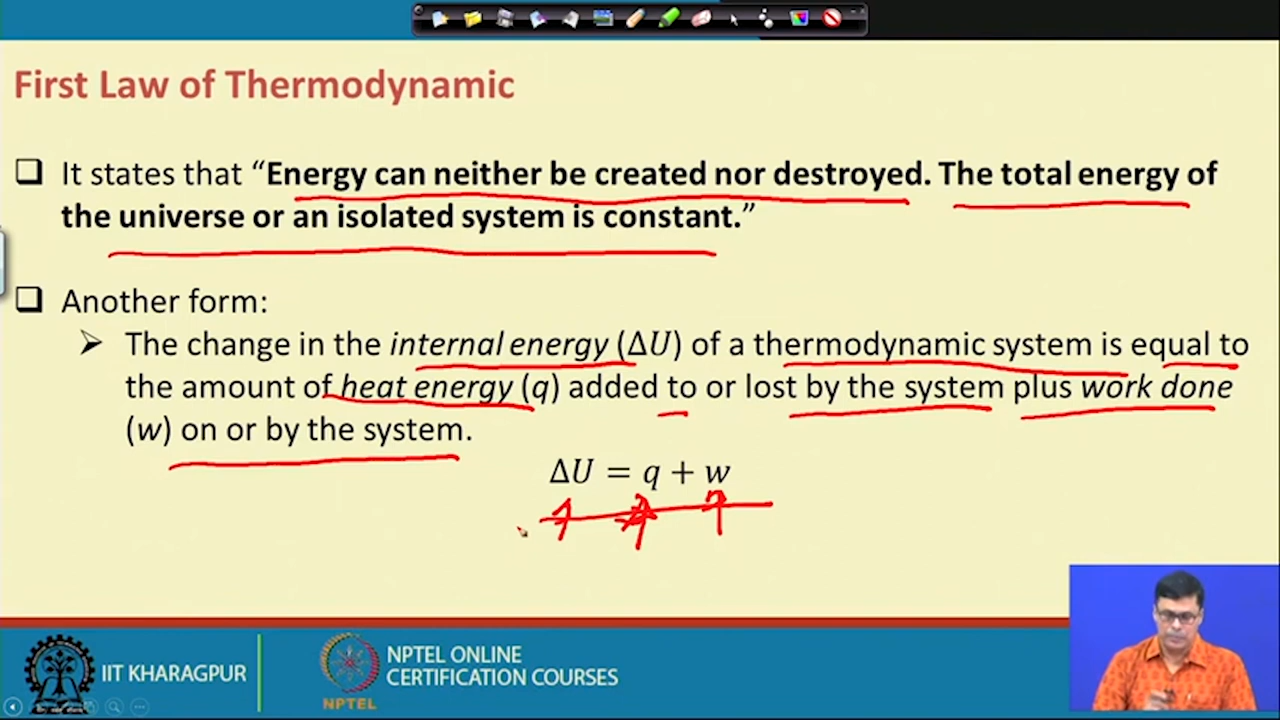 First Law of Thermodynamic
❑ It states that “Energy can neither be created nor destroyed. The total energy of
the universe or an isolated system is constant.”
❑ Another form:
➢ The change in the internal energy (ΔU) of a thermodynamic system is equal to
the amount of heat energy (q) added to or lost by the system plus work done
(w) on or by the system.
ΔU = q + w
IIT KHARAGPUR
NPTEL
NPTEL ONLINE
CERTIFICATION COURSES